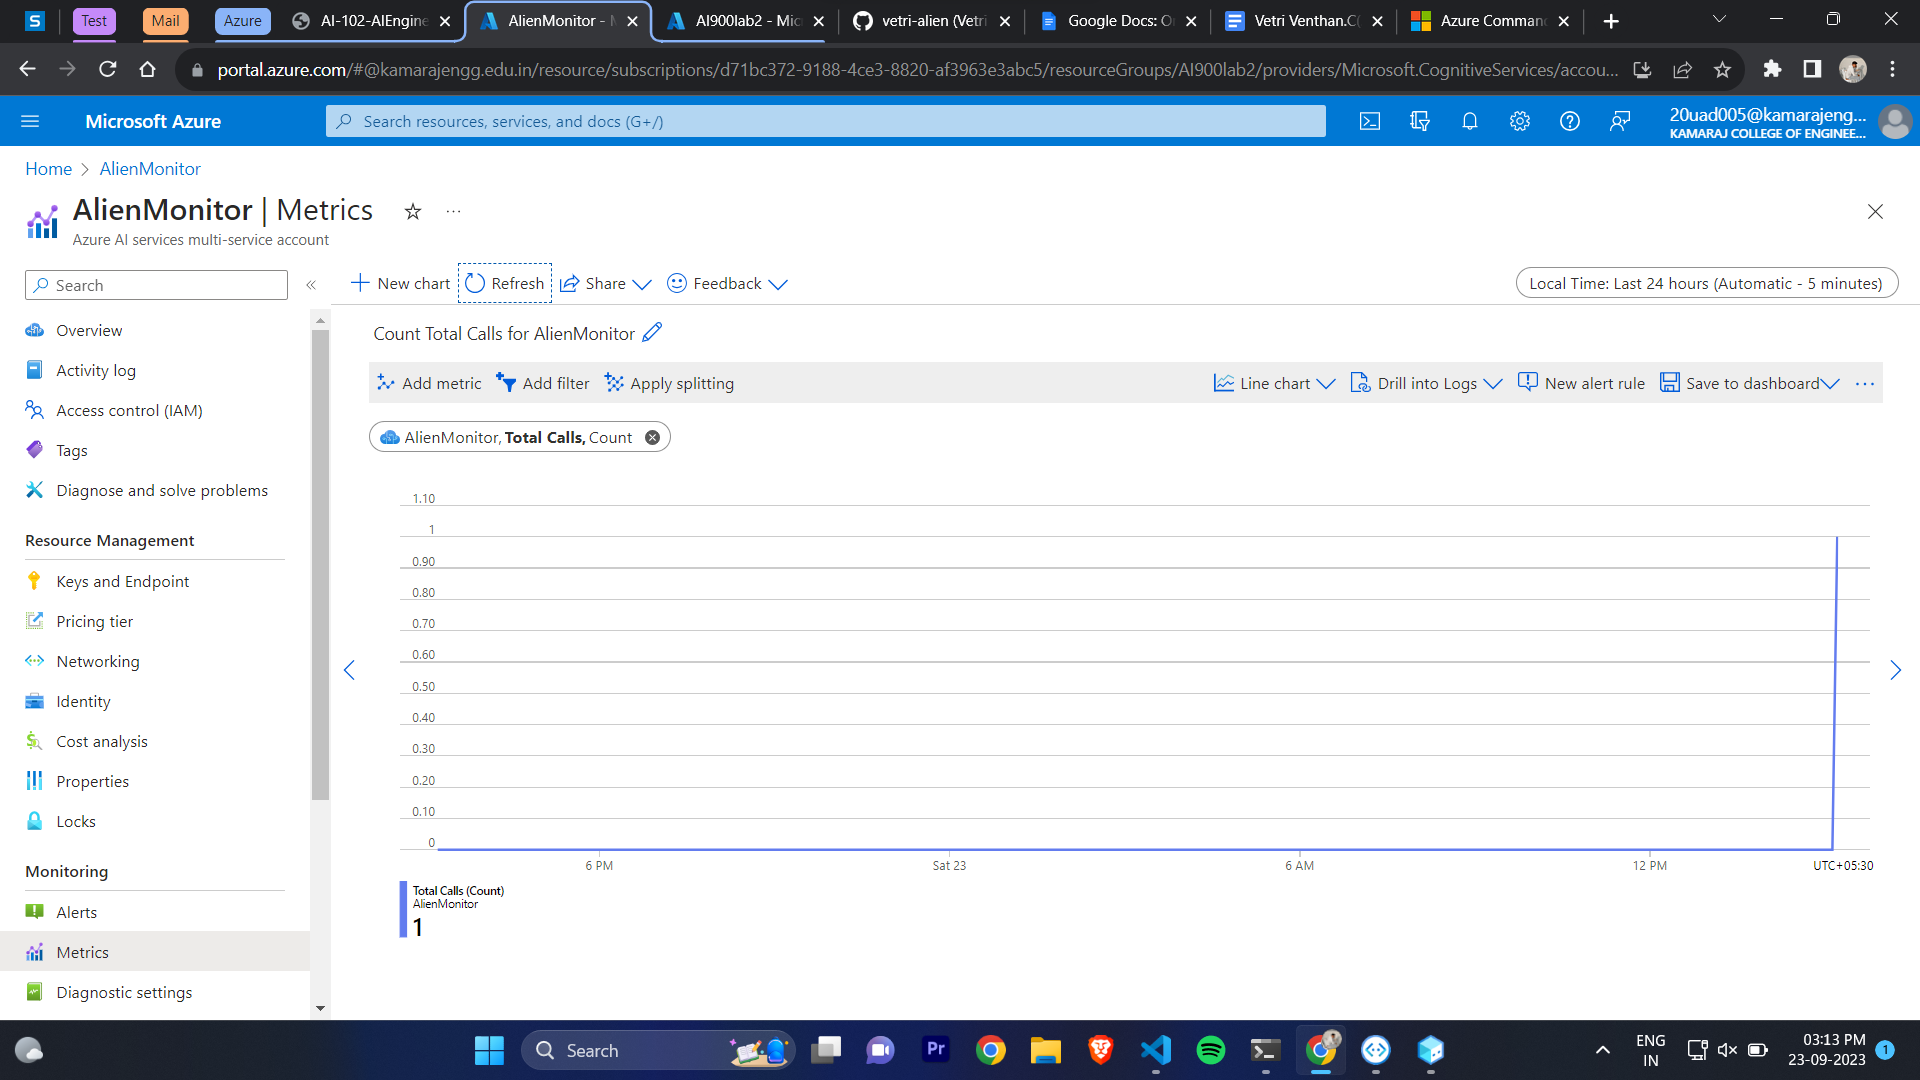 Test Mail Azure AI-102-AIEngine AlienMonitor - M AI900lab2 - Mic vetri-alien (Vetri Google Docs: O Vetri Venthan.C( Azure Comman
portal.azure.com/#@kamarajengg.edu.in/resource/subscriptions/d71bc372-9188-4ce3-8820-af3963e3abc5/resourceGroups/AI900lab2/providers/Microsoft.CognitiveServices/accou...
Microsoft Azure
Search resources, services, and docs (G+/)
20uad005@kamarajeng...
KAMARAJ COLLEGE OF ENGINEE...
Home > AlienMonitor
AlienMonitor | Metrics
Azure AI services multi-service account
Search
New chart Refresh Share Feedback
Local Time: Last 24 hours (Automatic - 5 minutes)
Overview
Activity log
Access control (IAM)
Tags
Diagnose and solve problems
Resource Management
Keys and Endpoint
Pricing tier
Networking
Identity
Cost analysis
Properties
Locks
Monitoring
Alerts
Metrics
Diagnostic settings
Count Total Calls for AlienMonitor
Add metric Add filter Apply splitting Line chart Drill into Logs New alert rule Save to dashboard
AlienMonitor, Total Calls, Count
1.10
1
0.90
0.80
0.70
0.60
0.50
0.40
0.30
0.20
0.10
0
6 PM Sat 23 6 AM 12 PM UTC+05:30
Total Calls (Count)
AlienMonitor
1
Search
Pr
ENG
IN
03:13 PM
23-09-2023
1